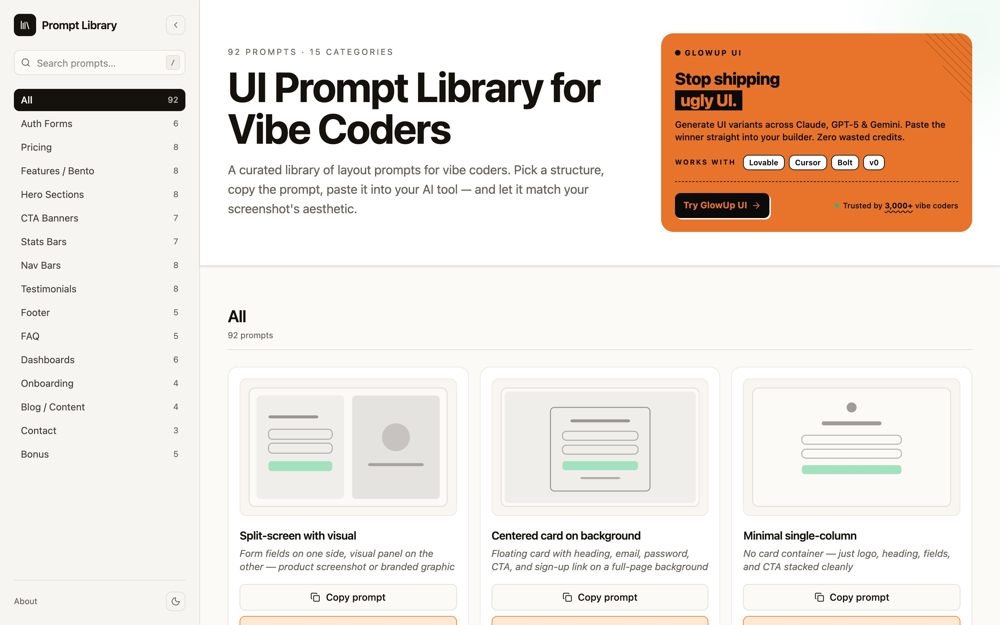 Prompt Library
Search prompts...
/
All 92
Auth Forms 6
Pricing 8
Features / Bento 8
Hero Sections 8
CTA Banners 7
Stats Bars 7
Nav Bars 8
Testimonials 8
Footer 5
FAQ 5
Dashboards 6
Onboarding 4
Blog / Content 4
Contact 3
Bonus 5
About
92 PROMPTS · 15 CATEGORIES
UI Prompt Library for
Vibe Coders
A curated library of layout prompts for vibe coders. Pick a structure,
copy the prompt, paste it into your AI tool — and let it match your
screenshot's aesthetic.
GLOWUP UI
Stop shipping
ugly UI.
Generate UI variants across Claude, GPT-5 & Gemini. Paste the
winner straight into your builder. Zero wasted credits.
WORKS WITH Lovable Cursor Bolt v0
Try GlowUp UI →
Trusted by 3,000+ vibe coders
All
92 prompts
Split-screen with visual
Form fields on one side, visual panel on the
other — product screenshot or branded graphic
Copy prompt
Centered card on background
Floating card with heading, email, password,
CTA, and sign-up link on a full-page background
Copy prompt
Minimal single-column
No card container — just logo, heading, fields,
and CTA stacked cleanly
Copy prompt